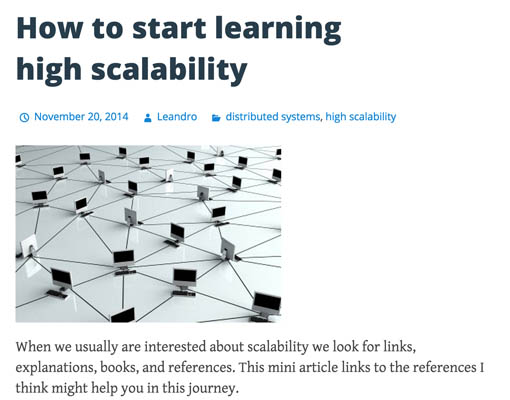 How to start learning
high scalability
November 20, 2014 Leandro distributed systems, high scalability
When we usually are interested about scalability we look for links,
explanations, books, and references. This mini article links to the references I
think might help you in this journey.